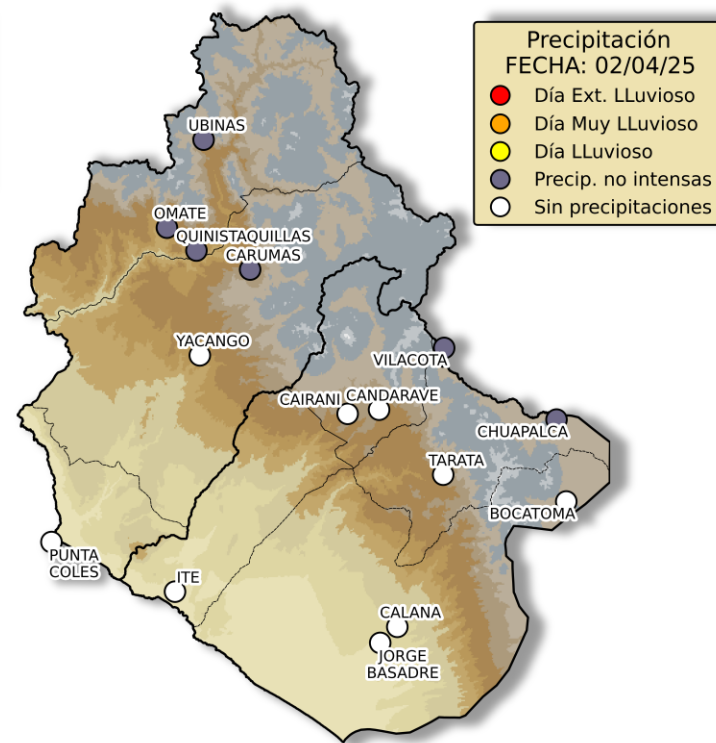 Precipitación
FECHA: 02/04/25
Día Ext. LLuvioso
Día Muy LLuvioso
Día LLuvioso
Precip. no intensas
Sin precipitaciones
UBINAS
OMATE
QUINISTAQUILLAS
CARUMAS
YACANGO
VILACOTA
CAIRANI
CANDARAVE
CHUAPALCA
TARATA
BOCATOMA
PUNTA
COLES
ITE
CALANA
JORGE
BASADRE